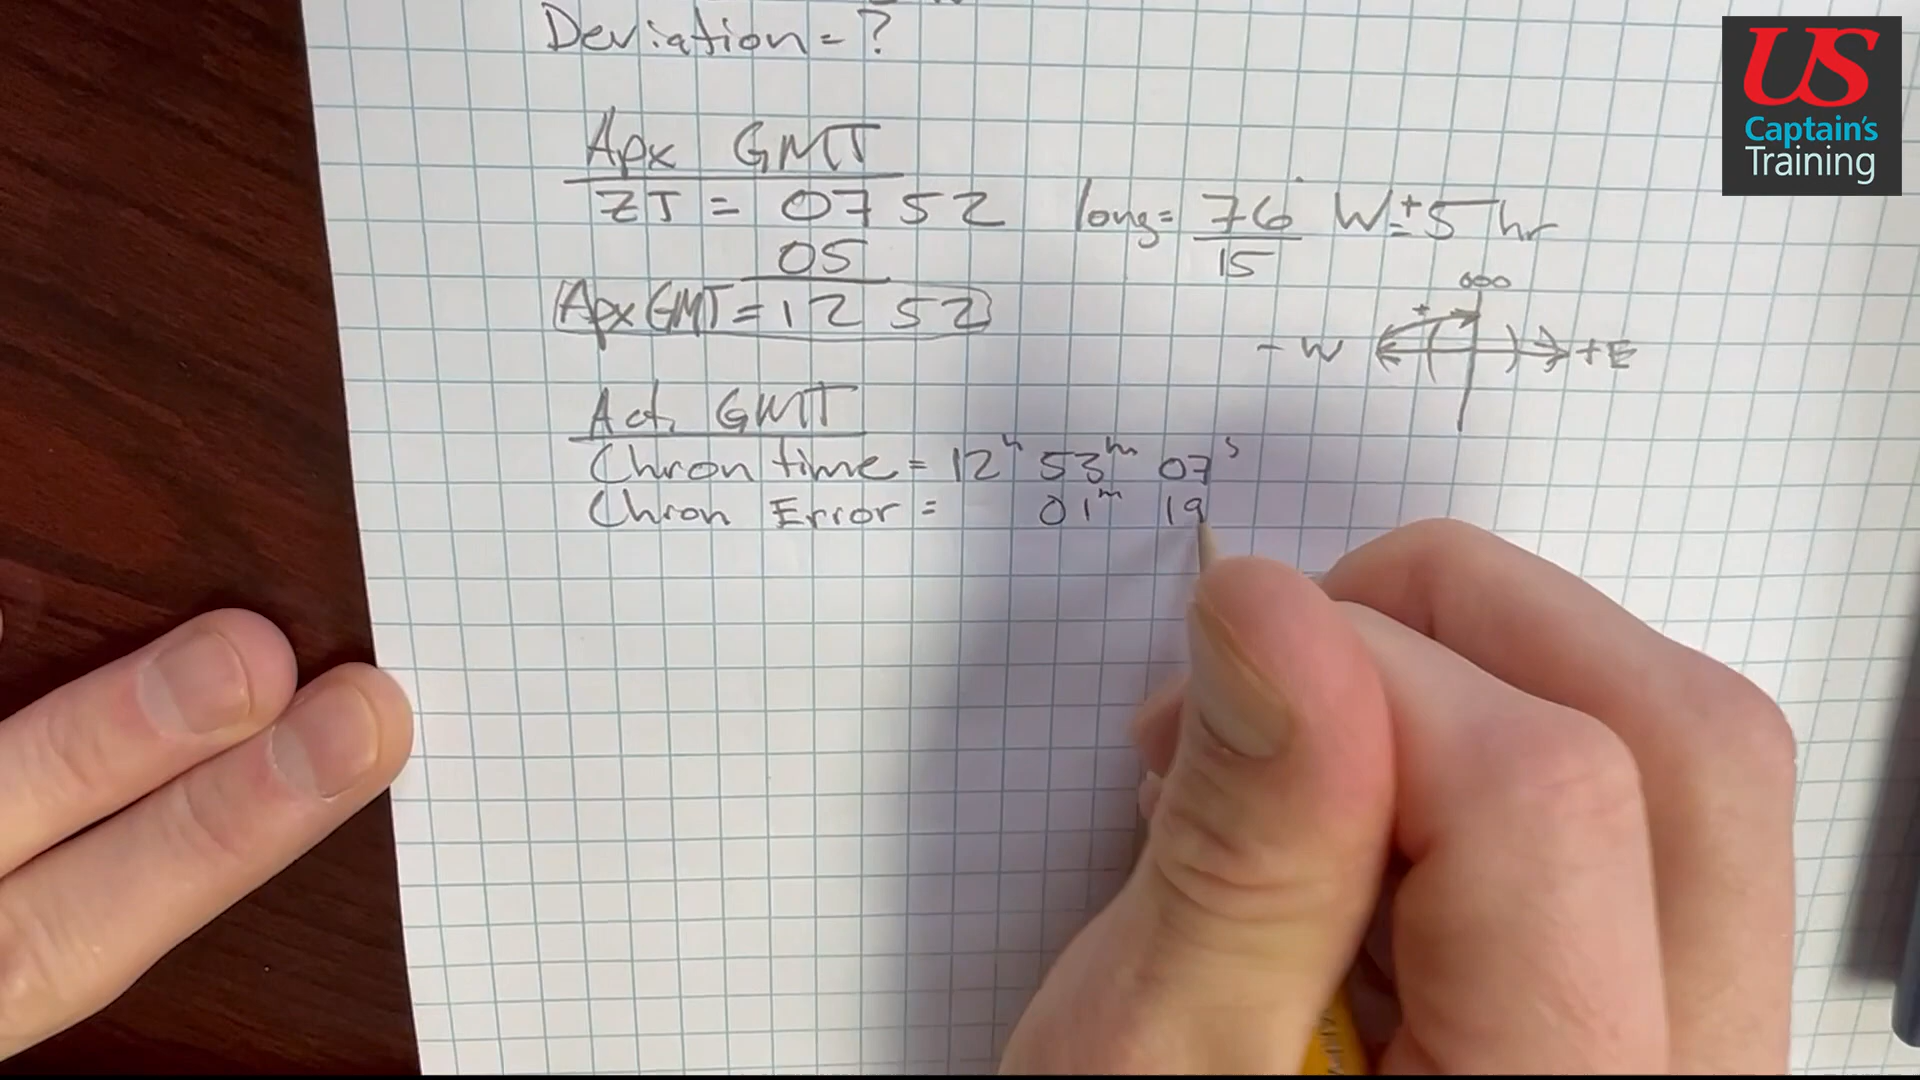 Deviation = ?
US
Captain's
Training
Apx GMT
ZT = 07 52
long = 76° W = +5 hr
15
05
Apx GMT = 12 52
000
+
- W
+ E
Act. GMT
Chron time = 12h 53m 07s
Chron Error = 01m 19